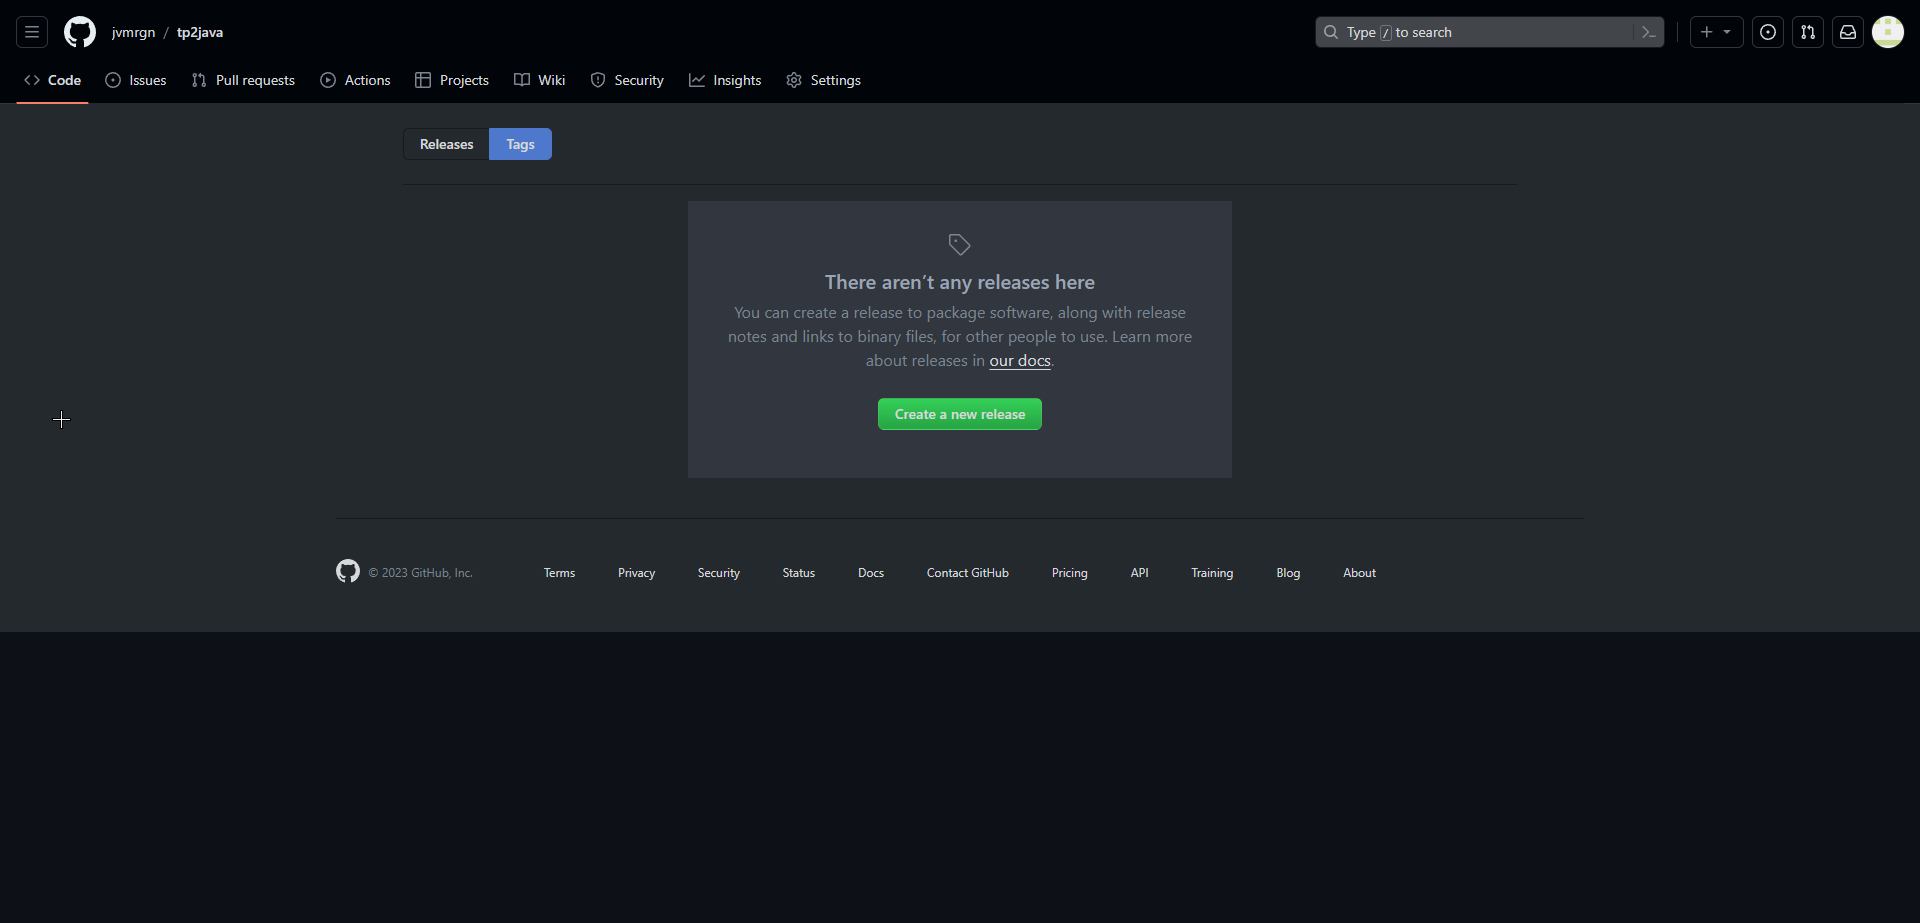 jvmrgn / tp2java
Type / to search
Code Issues Pull requests Actions Projects Wiki Security Insights Settings
Releases Tags
There aren't any releases here
You can create a release to package software, along with release
notes and links to binary files, for other people to use. Learn more
about releases in our docs.
Create a new release
© 2023 GitHub, Inc. Terms Privacy Security Status Docs Contact GitHub Pricing API Training Blog About